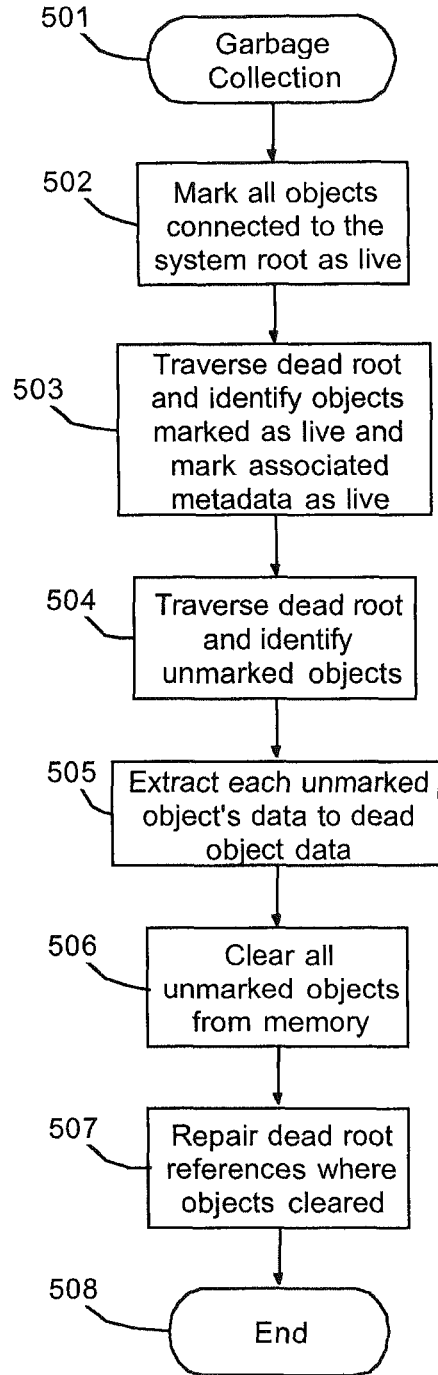 501
Garbage
Collection
502
Mark all objects
connected to the
system root as live
503
Traverse dead root
and identify objects
marked as live and
mark associated
metadata as live
504
Traverse dead root
and identify
unmarked objects
505
Extract each unmarked
object's data to dead
object data
506
Clear all
unmarked objects
from memory
507
Repair dead root
references where
objects cleared
508
End